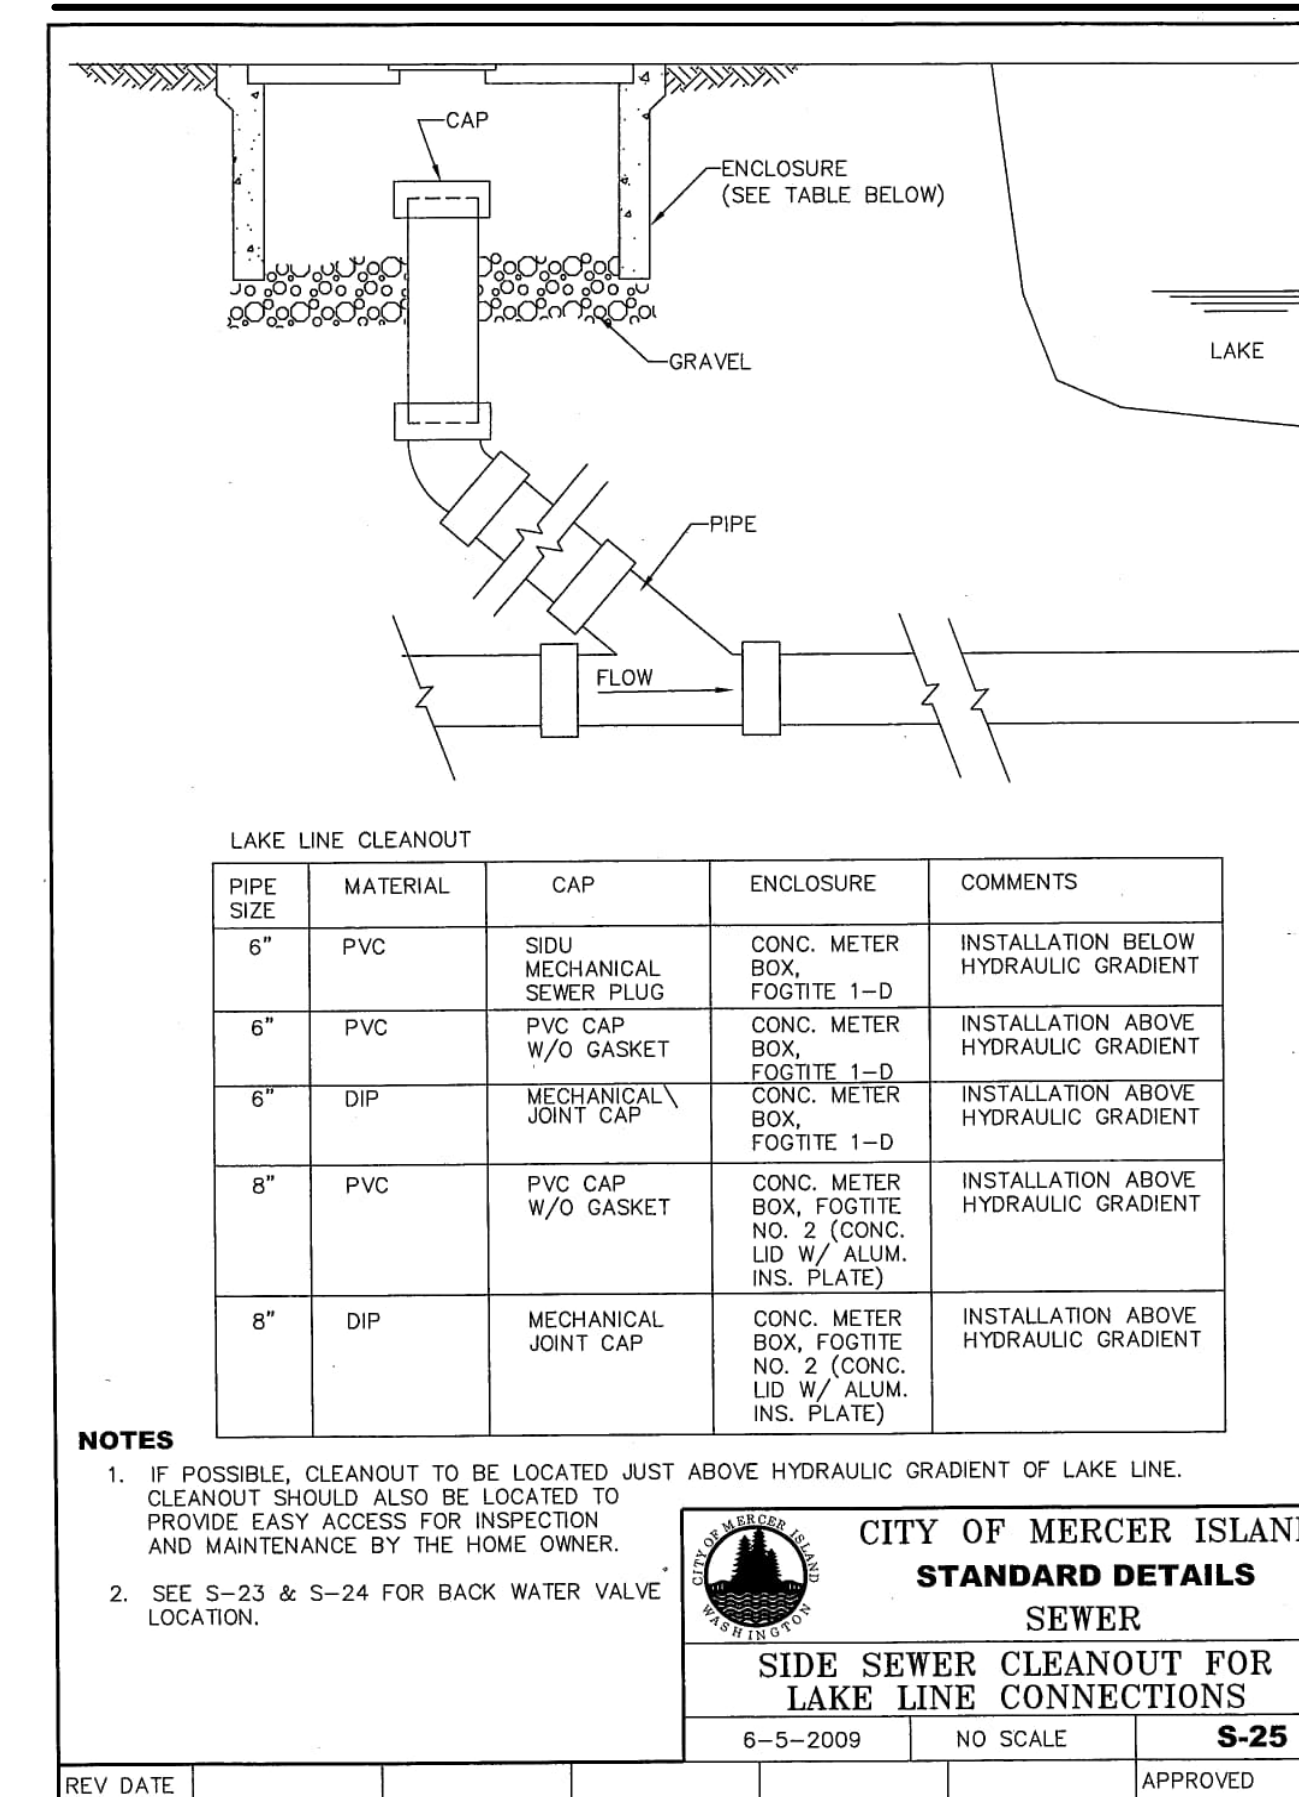 CAP
ENCLOSURE
(SEE TABLE BELOW)
LAKE
GRAVEL
PIPE
FLOW
LAKE LINE CLEANOUT
PIPE SIZE MATERIAL CAP ENCLOSURE COMMENTS
6" PVC SIDU MECHANICAL SEWER PLUG CONC. METER BOX, FOGTITE 1-D INSTALLATION BELOW HYDRAULIC GRADIENT
6" PVC PVC CAP W/O GASKET CONC. METER BOX, FOGTITE 1-D INSTALLATION ABOVE HYDRAULIC GRADIENT
6" DIP MECHANICAL\ JOINT CAP CONC. METER BOX, FOGTITE 1-D INSTALLATION ABOVE HYDRAULIC GRADIENT
8" PVC PVC CAP W/O GASKET CONC. METER BOX, FOGTITE NO. 2 (CONC. LID W/ ALUM. INS. PLATE) INSTALLATION ABOVE HYDRAULIC GRADIENT
8" DIP MECHANICAL JOINT CAP CONC. METER BOX, FOGTITE NO. 2 (CONC. LID W/ ALUM. INS. PLATE) INSTALLATION ABOVE HYDRAULIC GRADIENT
NOTES
1. IF POSSIBLE, CLEANOUT TO BE LOCATED JUST ABOVE HYDRAULIC GRADIENT OF LAKE LINE.
CLEANOUT SHOULD ALSO BE LOCATED TO
PROVIDE EASY ACCESS FOR INSPECTION
AND MAINTENANCE BY THE HOME OWNER.
2. SEE S-23 & S-24 FOR BACK WATER VALVE
LOCATION.
CITY OF MERCER ISLAND
WASHINGTON
CITY OF MERCER
STANDARD DETAILS
SEWER
SIDE SEWER CLEANOUT FOR
LAKE LINE CONNECTIONS
6-5-2009 NO SCALE S-25
REV DATE APPROVED